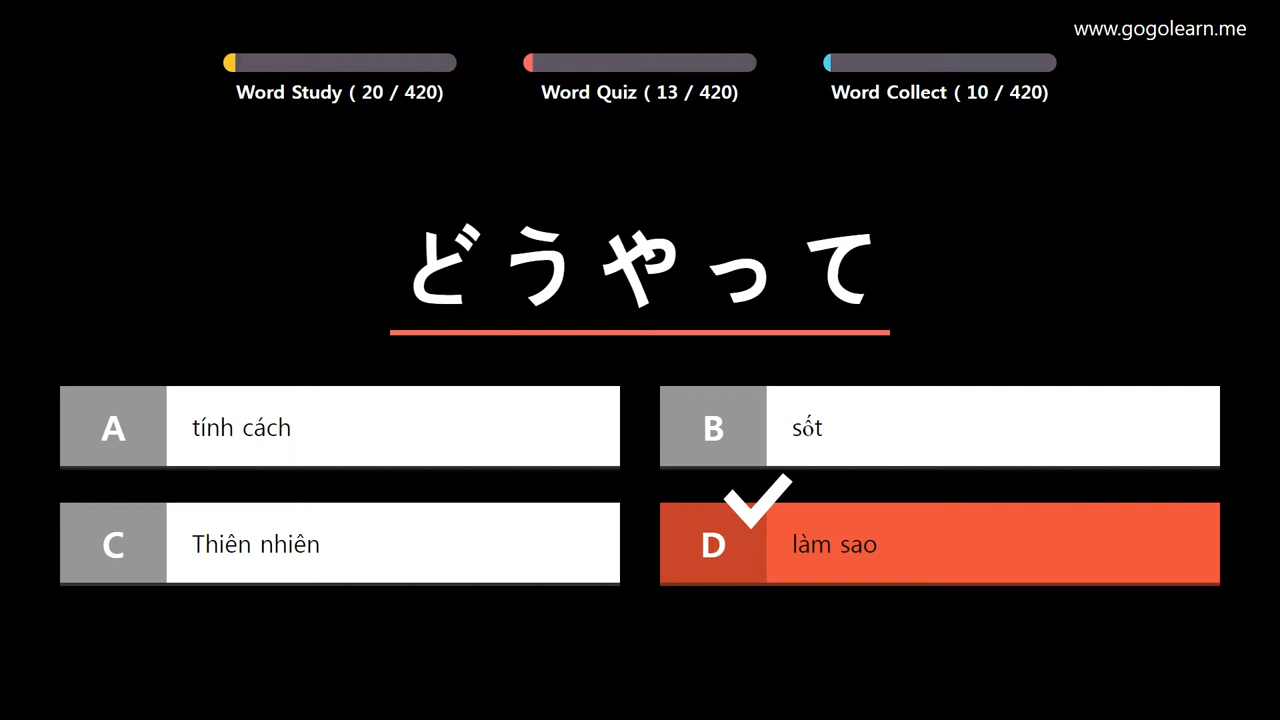 www.gogolearn.me
Word Study ( 20 / 420)
Word Quiz ( 13 / 420)
Word Collect ( 10 / 420)
どうやって
A tính cách
B sốt
C Thiên nhiên
D làm sao